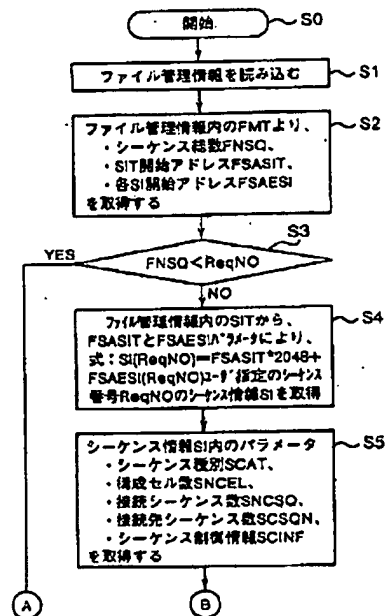 開始
S0
ファイル管理情報を読み込む
S1
ファイル管理情報内のFMTより、
・シーケンス総数FNSQ、
・SIT開始アドレスFSASIT、
・各SI開始アドレスFSAESI
を取得する
S2
S3
YES
FNSQ<ReqNO
NO
ファイル管理情報内のSITから、
FSASITとFSAESIパラメータにより、
式:SI(ReqNO)=FSASIT*2048+
FSAESI(ReqNO)ユーザ指定のシーケンス
番号ReqNOのシーケンス情報SIを取得
S4
シーケンス情報SI内のパラメータ
・シーケンス種別SCAT、
・構成セル数SNCEL、
・接続シーケンス数SNCSQ、
・接続先シーケンス数SCSQN、
・シーケンス制御情報SCINF
を取得する
S5
A
B